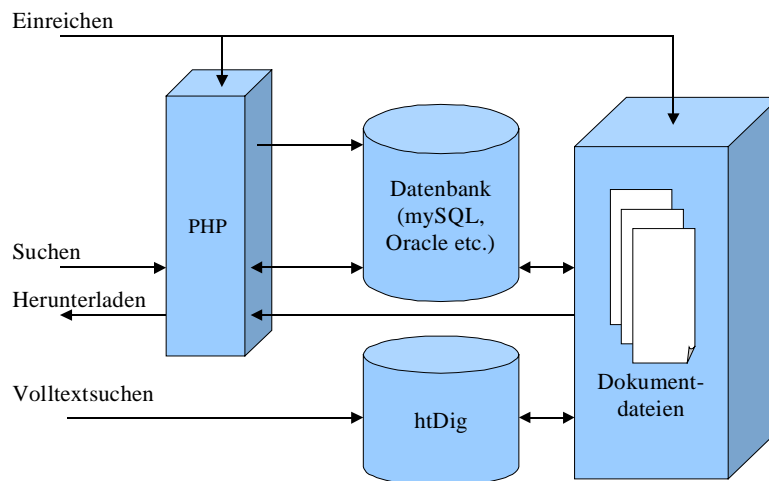 Einreichen
PHP
Datenbank
(mySQL,
Oracle etc.)
Suchen
Herunterladen
Volltextsuchen
htDig
Dokument-
dateien